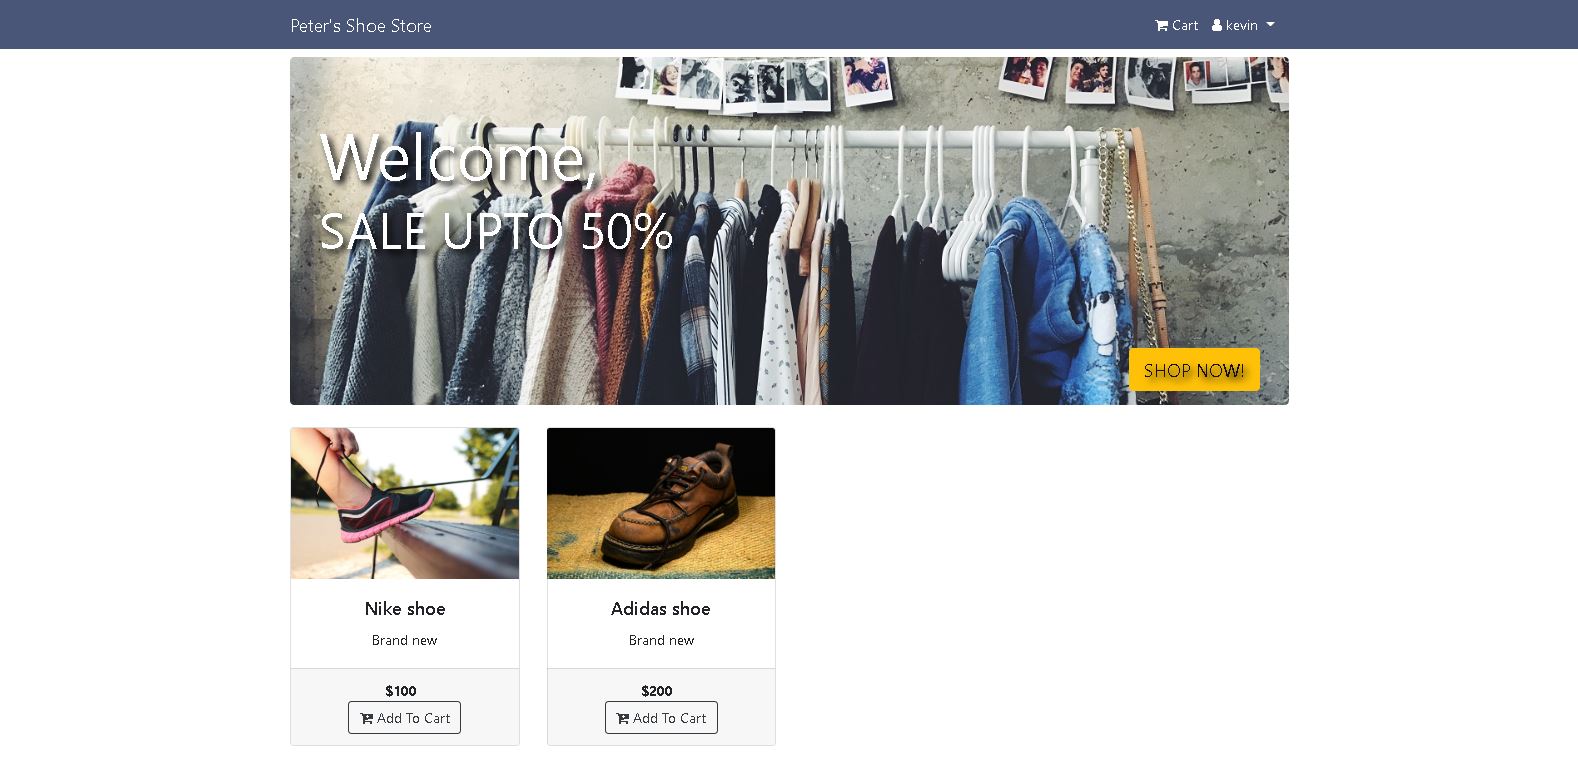 Peter's Shoe Store
Cart
kevin
Welcome,
SALE UPTO 50%
SHOP NOW!
Nike shoe
Brand new
$100
Add To Cart
Adidas shoe
Brand new
$200
Add To Cart